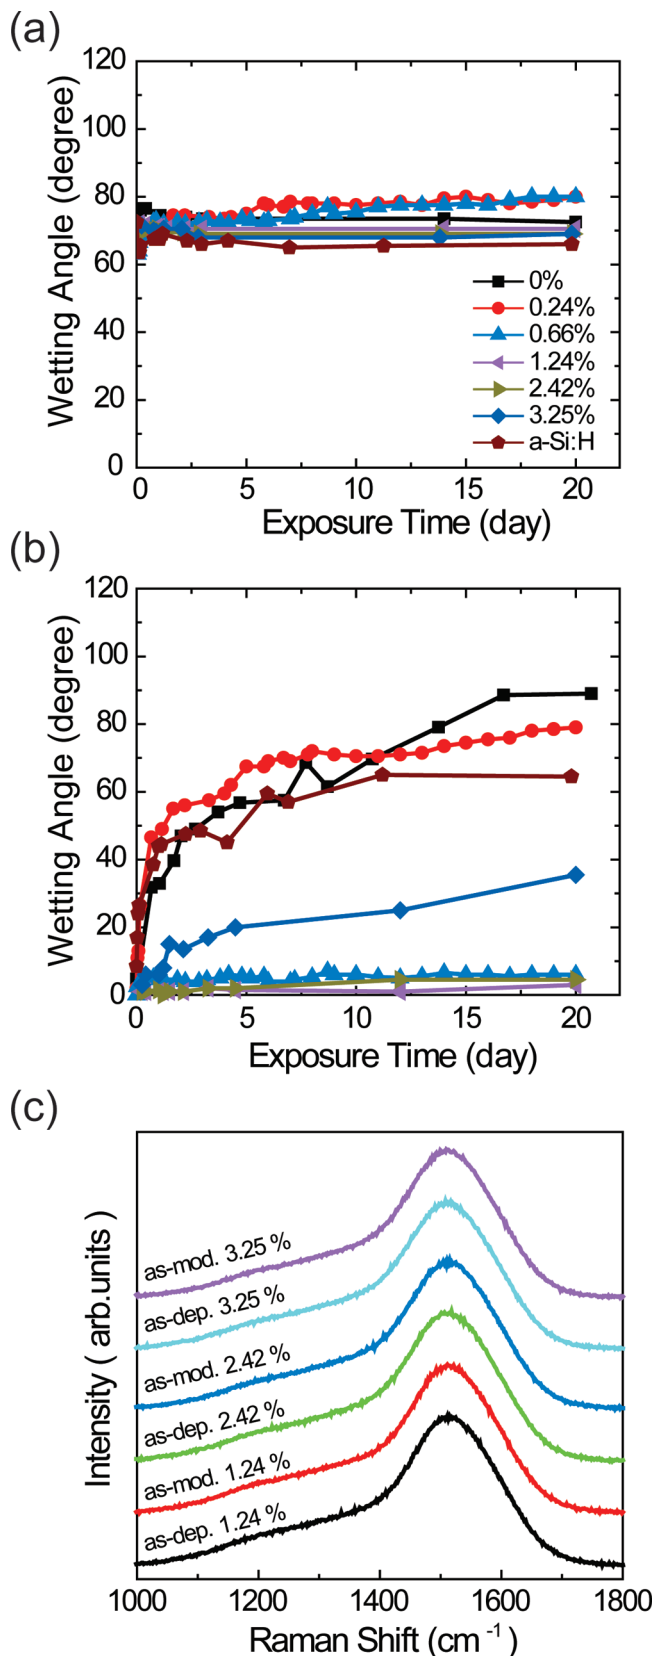 (a)
120
100
80
60
40
20
0
Wetting Angle (degree)
0%
0.24%
0.66%
1.24%
2.42%
3.25%
a-Si:H
0 5 10 15 20
Exposure Time (day)
(b)
120
100
80
60
40
20
0
Wetting Angle (degree)
0 5 10 15 20
Exposure Time (day)
(c)
Intensity ( arb.units )
as-mod. 3.25 %
as-dep. 3.25 %
as-mod. 2.42 %
as-dep. 2.42 %
as-mod. 1.24 %
as-dep. 1.24 %
1000 1200 1400 1600 1800
Raman Shift (cm⁻¹)